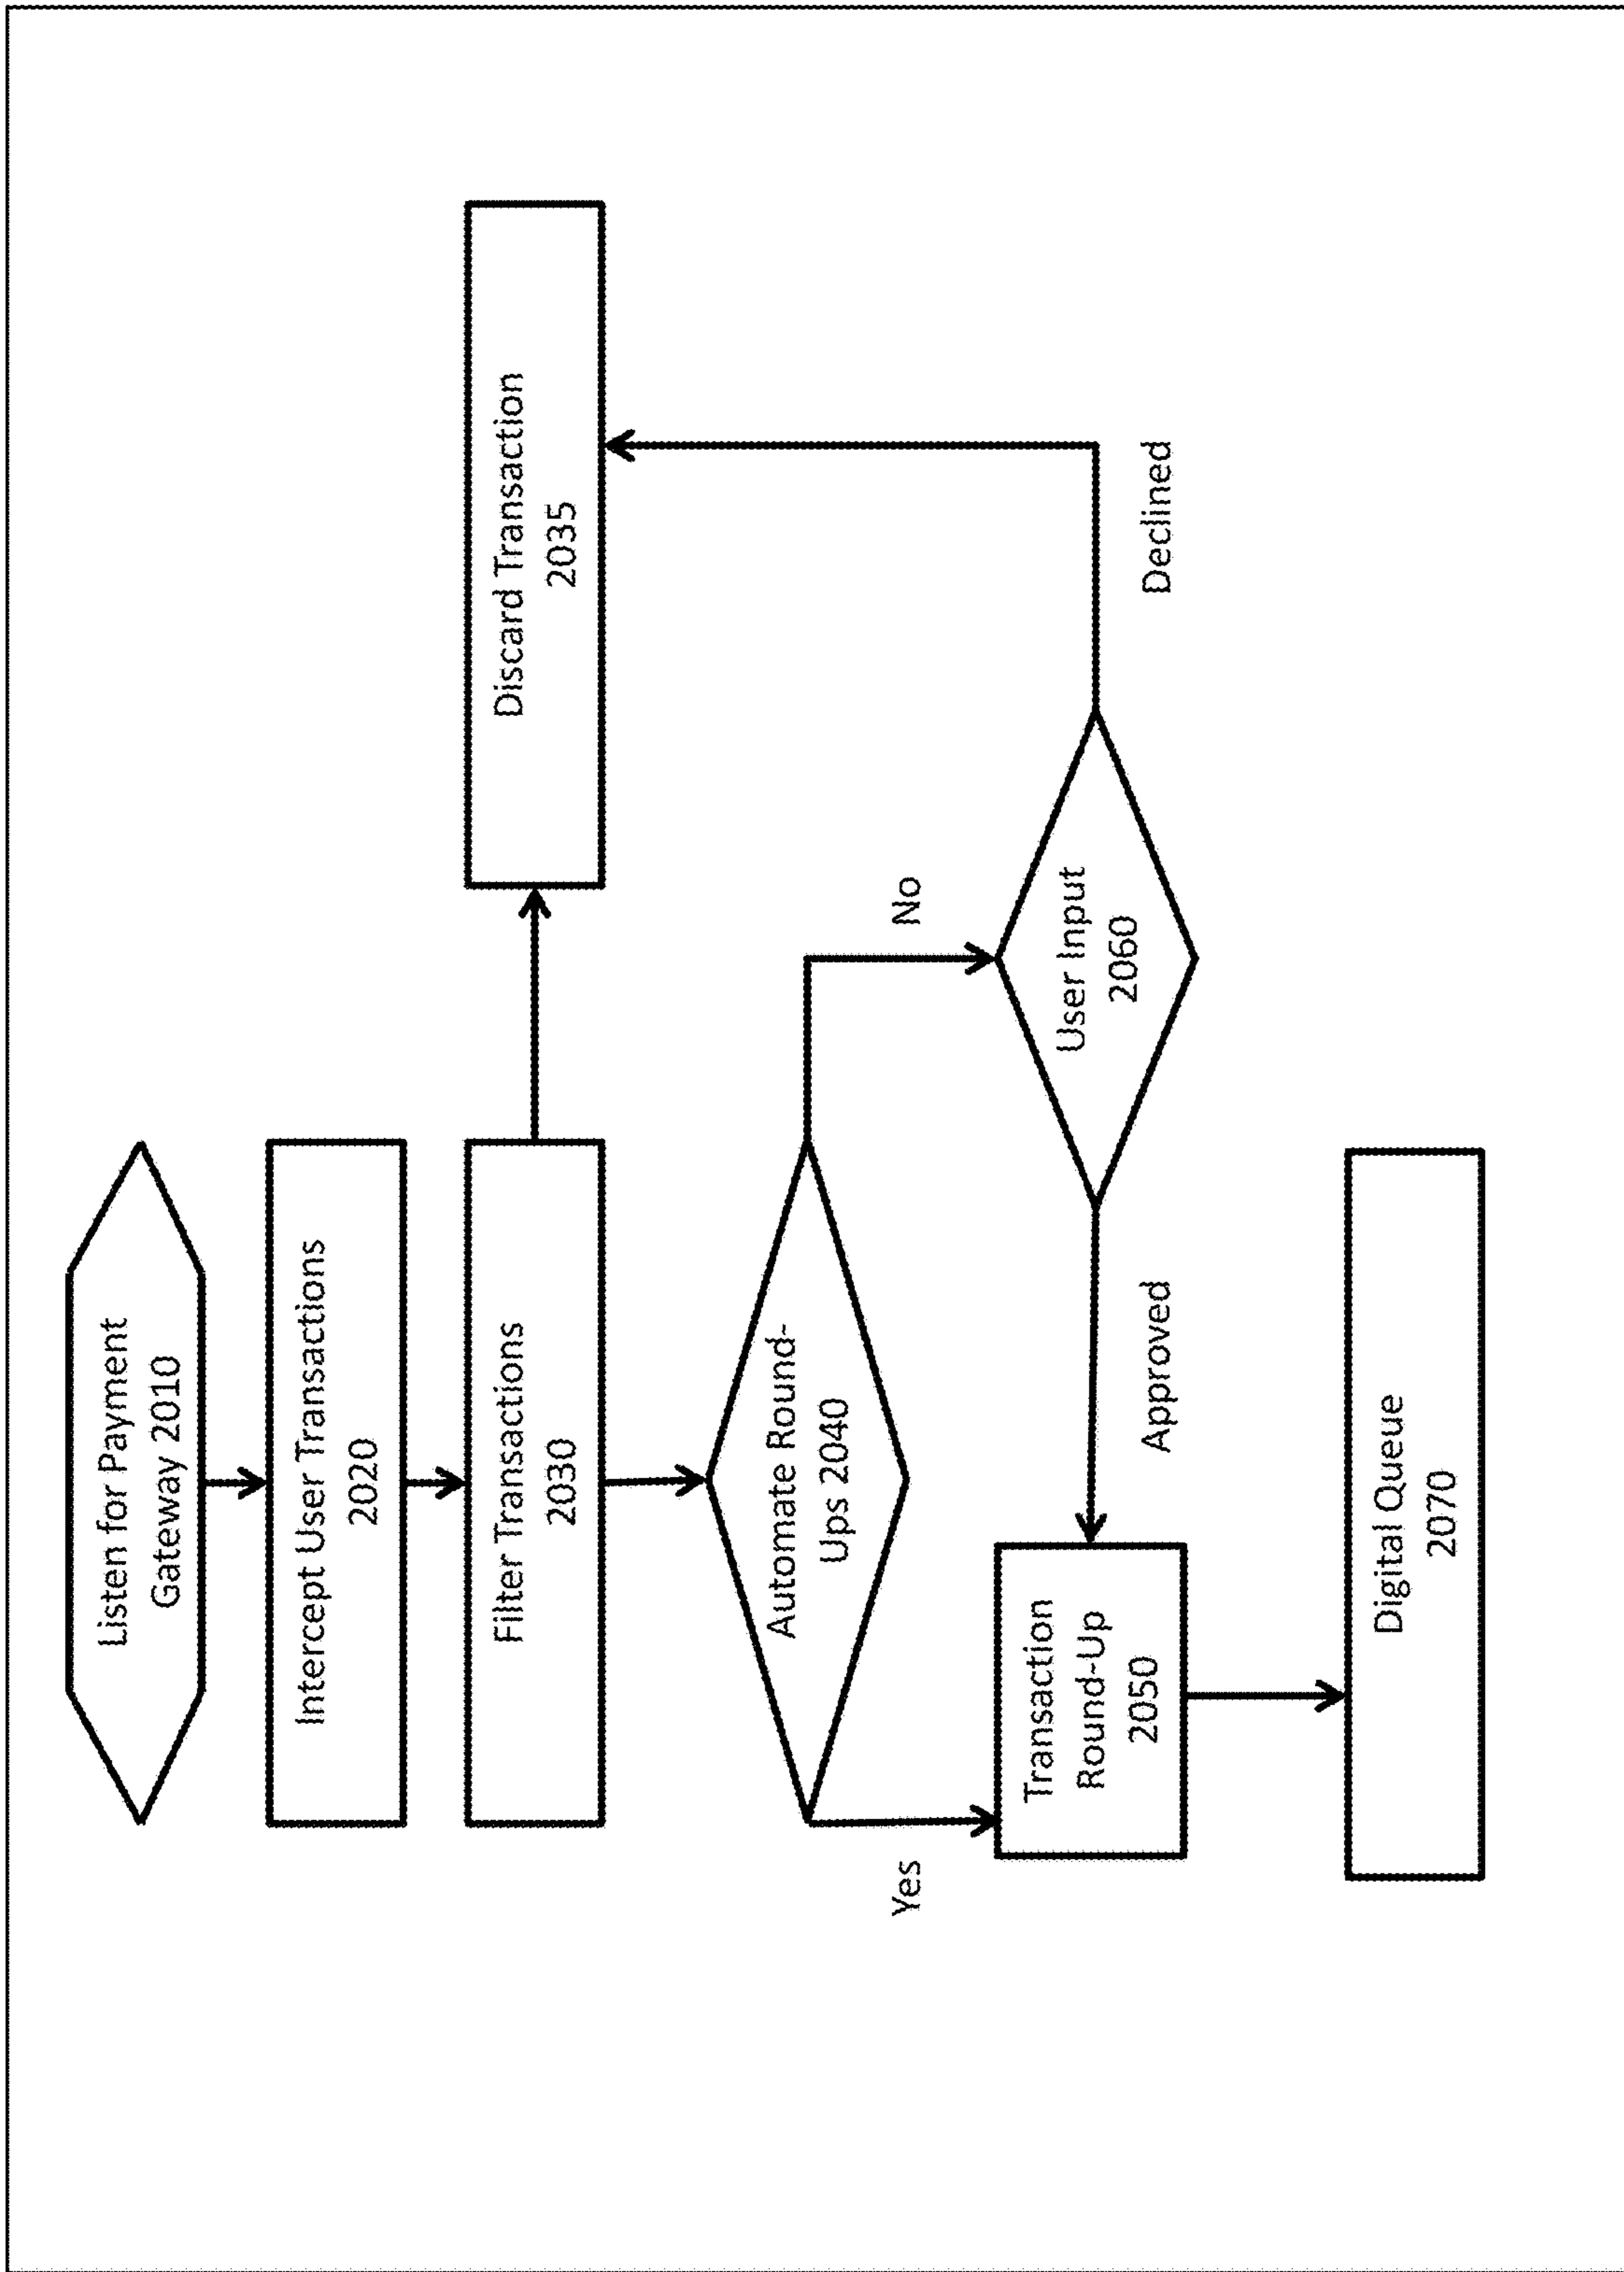 Listen for Payment
Gateway 2010
Intercept User Transactions
2020
Filter Transactions
2030
Discard Transaction
2035
Automate Round-
Ups 2040
Yes
No
Transaction
Round-Up
2050
Approved
User Input
2060
Declined
Digital Queue
2070